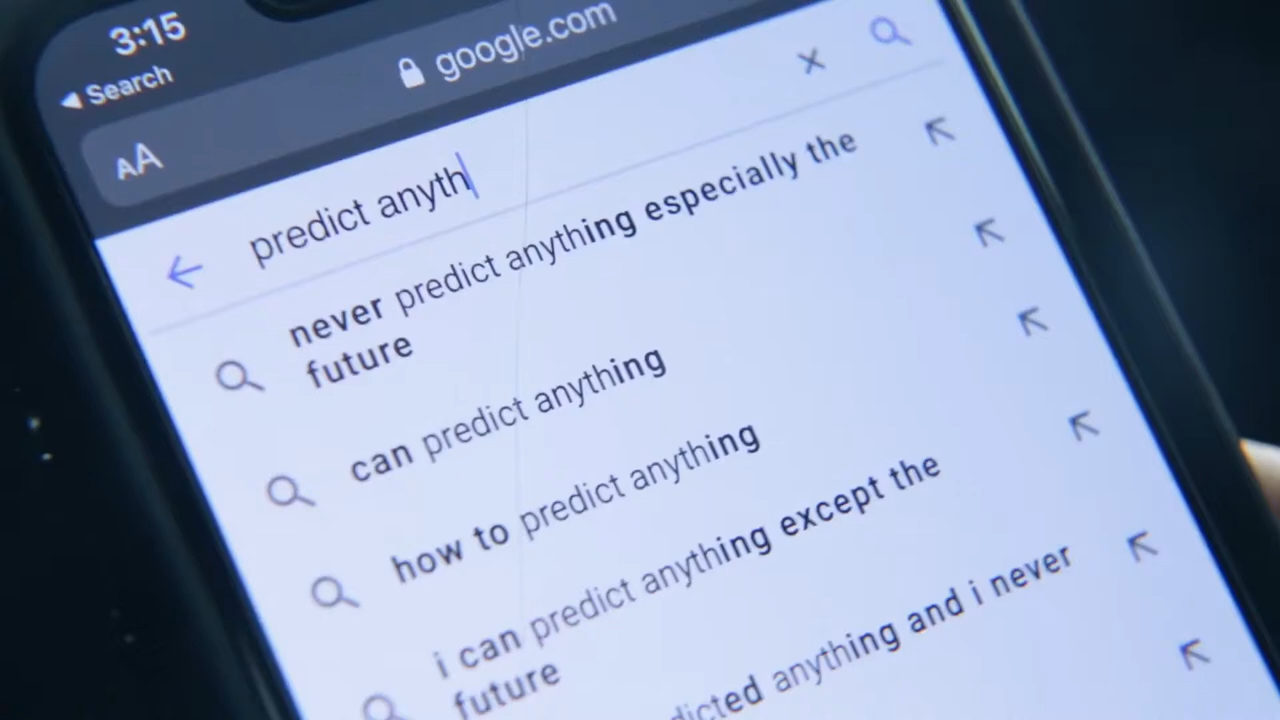 3:15
Search
AA
google.com
predict anyth
never predict anything especially the
future
can predict anything
how to predict anything
i can predict anything except the
future
anything and i never